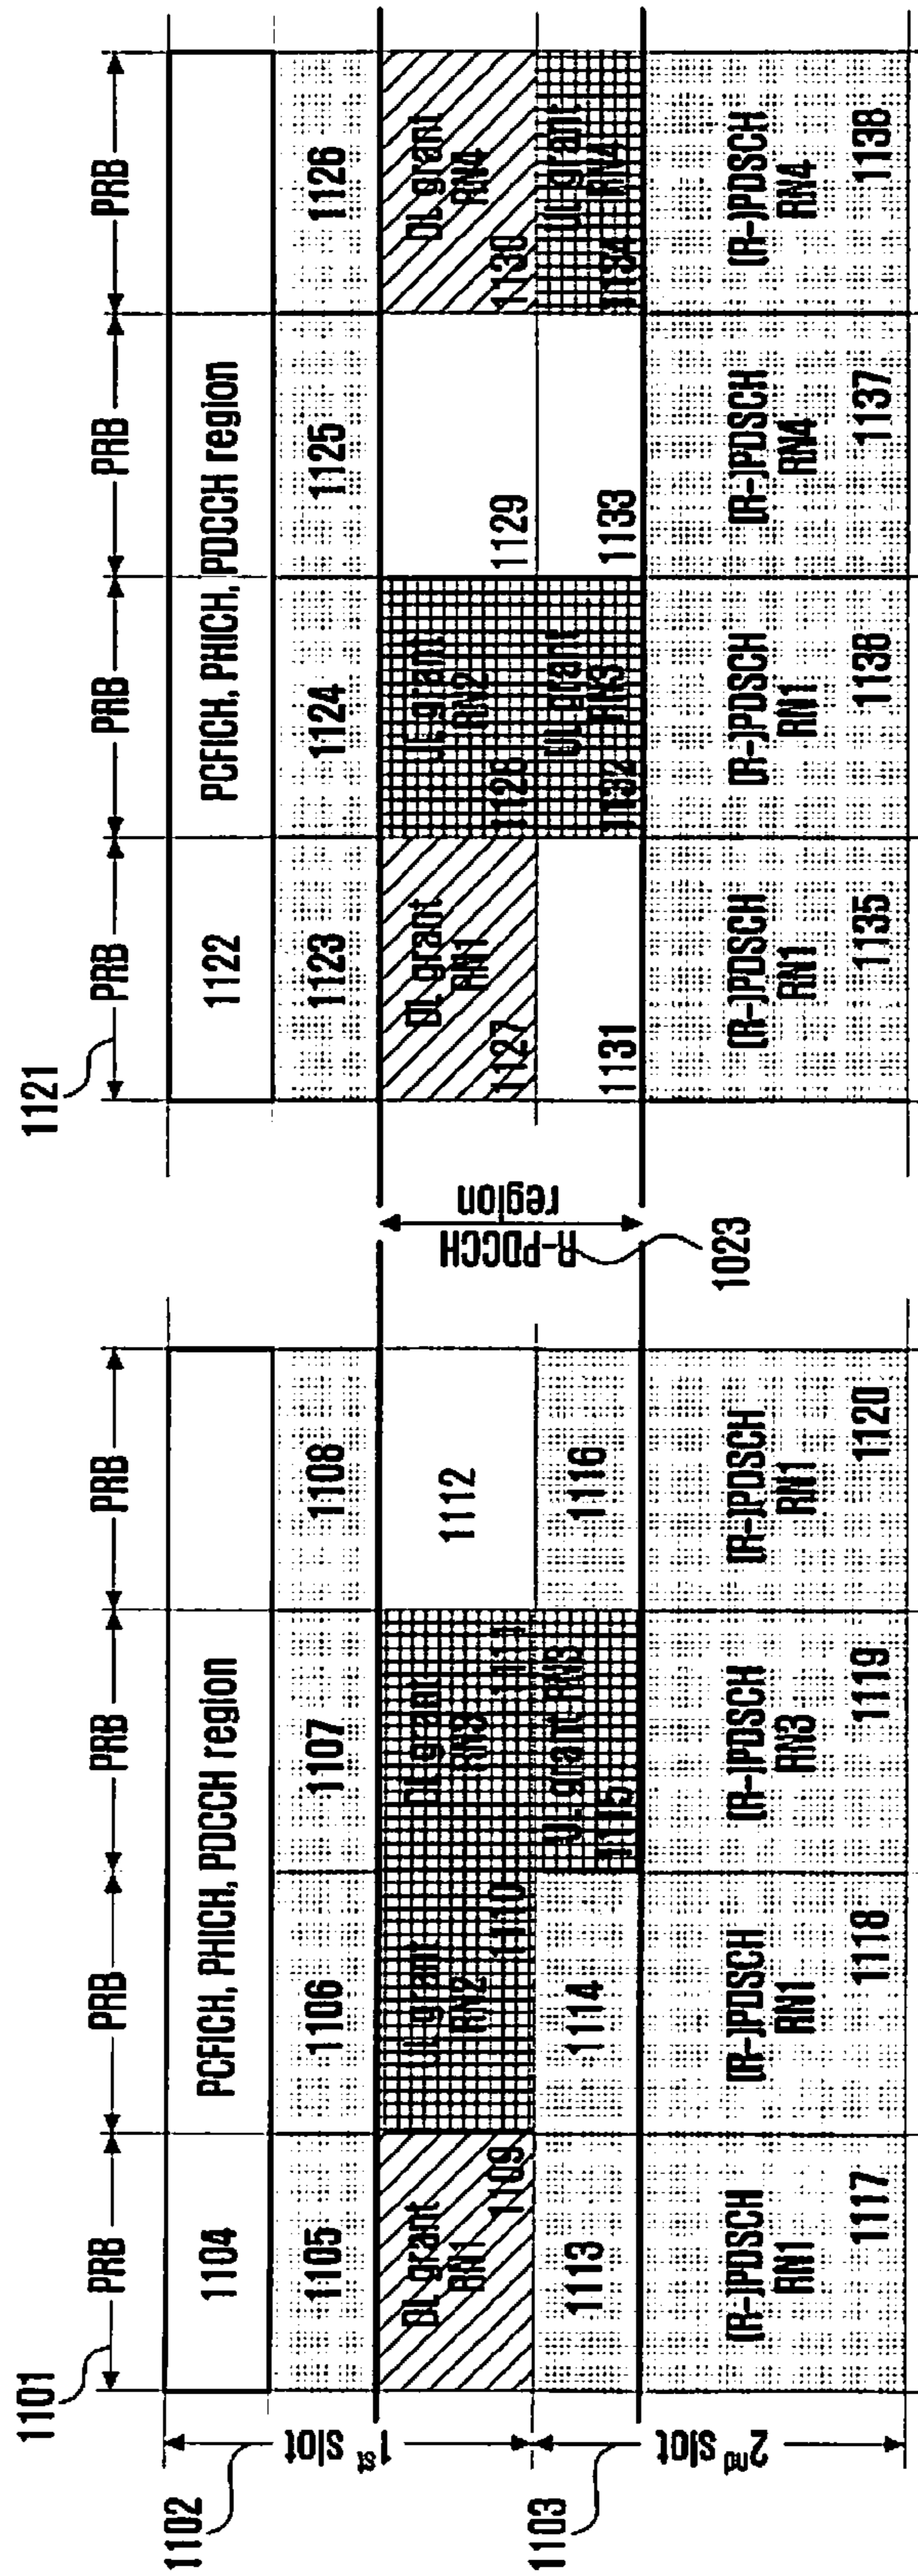 1101
PRB
PRB
PRB
PRB
1102
1st slot
1104
PCFICH, PHICH, PDCCH region
1105
1106
1107
1108
DL grant
RN1
1109
UL grant
RN2
1110
DL grant
RN3
1111
1112
1103
2nd slot
1113
1114
UL grant RN3
1115
1116
(R-)PDSCH
RN1
1117
(R-)PDSCH
RN1
1118
(R-)PDSCH
RN3
1119
(R-)PDSCH
RN1
1120
R-PDCCH
region
1023
1121
PRB
PRB
PRB
PRB
1122
PCFICH, PHICH, PDCCH region
1123
1124
1125
1126
DL grant
RN1
1127
UL grant
RN2
1128
1129
DL grant
RN4
1130
1131
UL grant
RN3
1132
1133
UL grant
RN4
1134
(R-)PDSCH
RN1
1135
(R-)PDSCH
RN1
1136
(R-)PDSCH
RN4
1137
(R-)PDSCH
RN4
1138